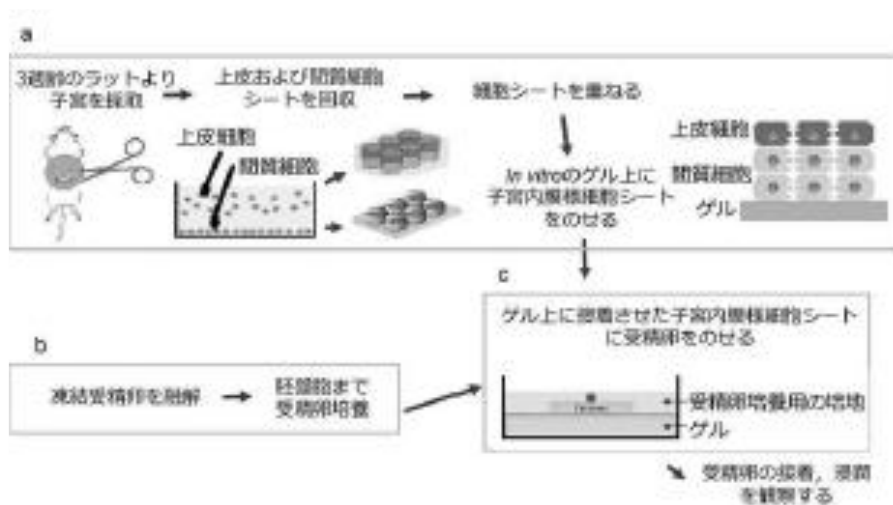 a
3週齢のラットより
子宮を採取
上皮および間質細胞
シートを回収
細胞シートを重ねる
上皮細胞
間質細胞
In vitroのゲル上に
子宮内膜様細胞シート
をのせる
上皮細胞
間質細胞
ゲル
b
凍結受精卵を融解
胚盤胞まで
受精卵培養
c
ゲル上に密着させた子宮内膜様細胞シート
に受精卵をのせる
受精卵培養用の培地
ゲル
受精卵の接着，浸潤
を観察する